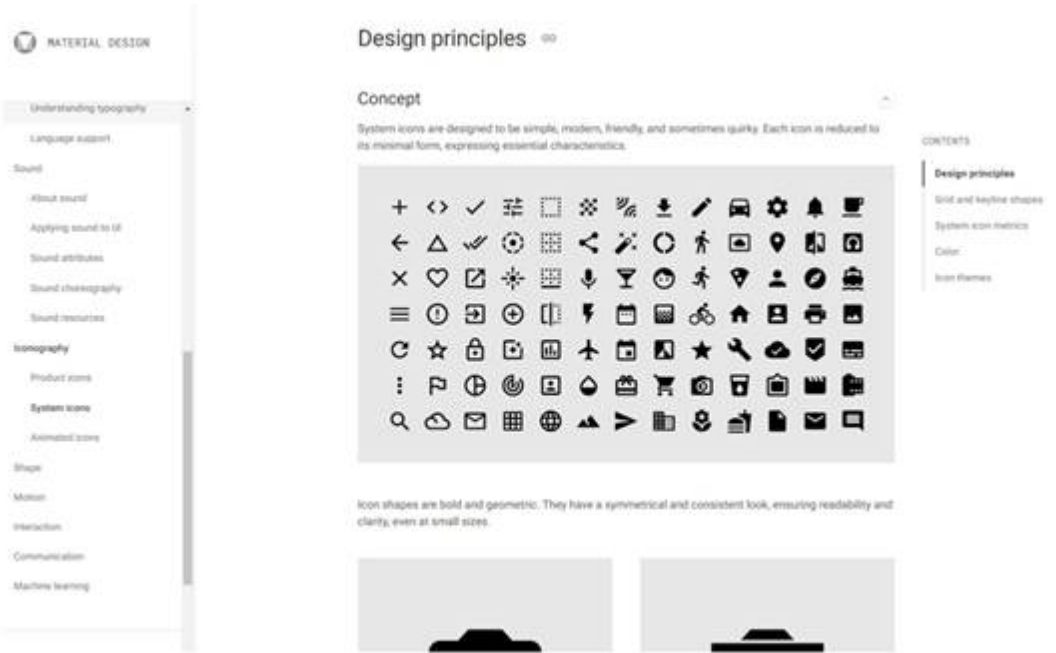 MATERIAL DESIGN
Understanding typography
Language support
Sound
About sound
Applying sound to UI
Sound attributes
Sound choreography
Sound resources
Iconography
Product icons
System icons
Animated icons
Shape
Motion
Interaction
Communication
Machine learning
Design principles
Concept
System icons are designed to be simple, modern, friendly, and sometimes quirky. Each icon is reduced to
its minimal form, expressing essential characteristics.
Icon shapes are bold and geometric. They have a symmetrical and consistent look, ensuring readability and
clarity, even at small sizes.
CONTENTS
Design principles
Grid and keyline shapes
System icon metrics
Color
Icon themes